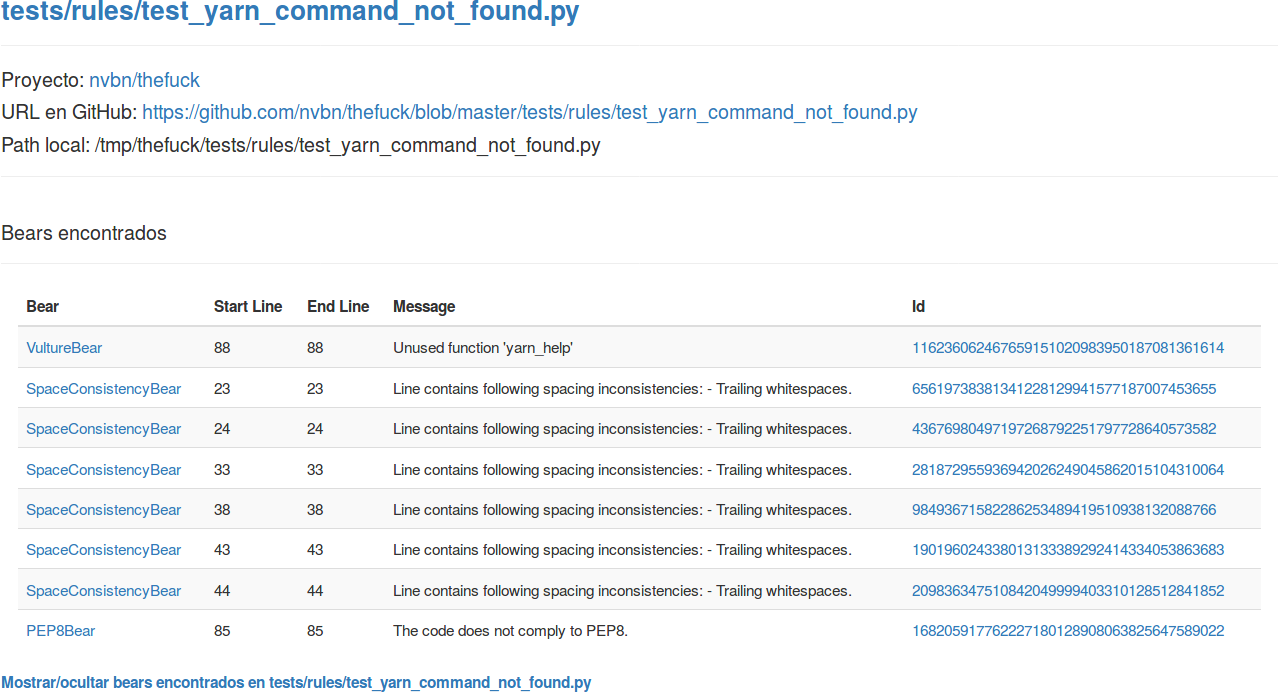 tests/rules/test_yarn_command_not_found.py
Proyecto: nvbn/thefuck
URL en GitHub: https://github.com/nvbn/thefuck/blob/master/tests/rules/test_yarn_command_not_found.py
Path local: /tmp/thefuck/tests/rules/test_yarn_command_not_found.py
Bears encontrados
Bear Start Line End Line Message Id
VultureBear 88 88 Unused function 'yarn_help' 116236062467659151020983950187081361614
SpaceConsistencyBear 23 23 Line contains following spacing inconsistencies: - Trailing whitespaces. 65619738381341228129941577187007453655
SpaceConsistencyBear 24 24 Line contains following spacing inconsistencies: - Trailing whitespaces. 43676980497197268792251797728640573582
SpaceConsistencyBear 33 33 Line contains following spacing inconsistencies: - Trailing whitespaces. 281872955936942026249045862015104310064
SpaceConsistencyBear 38 38 Line contains following spacing inconsistencies: - Trailing whitespaces. 98493671582286253489419510938132088766
SpaceConsistencyBear 43 43 Line contains following spacing inconsistencies: - Trailing whitespaces. 190196024338013133389292414334053863683
SpaceConsistencyBear 44 44 Line contains following spacing inconsistencies: - Trailing whitespaces. 209836347510842049999403310128512841852
PEP8Bear 85 85 The code does not comply to PEP8. 168205917762227180128908063825647589022
Mostrar/ocultar bears encontrados en tests/rules/test_yarn_command_not_found.py